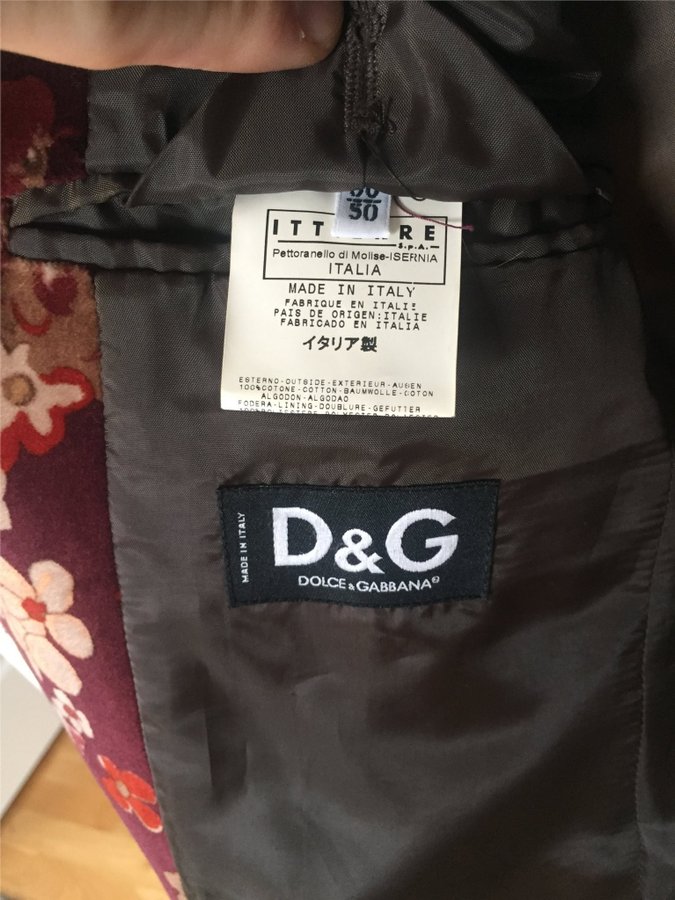 50
ITTIERRE
S.p.A.
Pettoranello di Molise-ISERNIA
ITALIA
MADE IN ITALY
FABRIQUE EN ITALIE
PAIS DE ORIGEN:ITALIE
FABRICADO EN ITALIA
イタリア製
ESTERNO-OUTSIDE-EXTERIEUR-AUßEN
100%COTONE-COTTON-BAUMWOLLE-COTON
ALGODON-ALGODAO
FODERA-LINING-DOUBLURE-GEFUTTER
MADE IN ITALY
D&G
DOLCE & GABBANA®